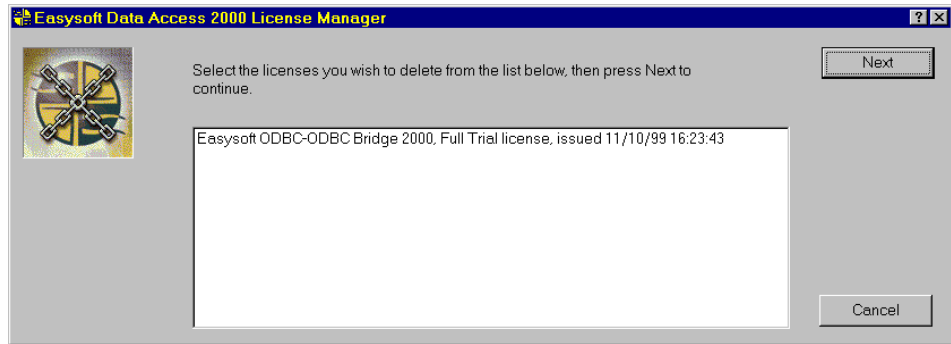 Easysoft Data Access 2000 License Manager
Select the licenses you wish to delete from the list below, then press Next to
continue.
Next
Easysoft ODBC-ODBC Bridge 2000, Full Trial license, issued 11/10/99 16:23:43
Cancel